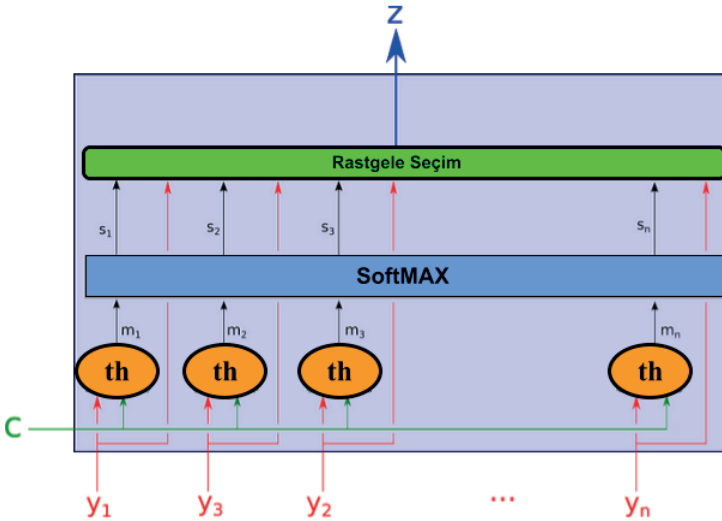 Z
Rastgele Seçim
s1 s2 s3 sn
SoftMAX
m1 m2 m3 mn
th th th th
C
y1 y3 y2 ... yn